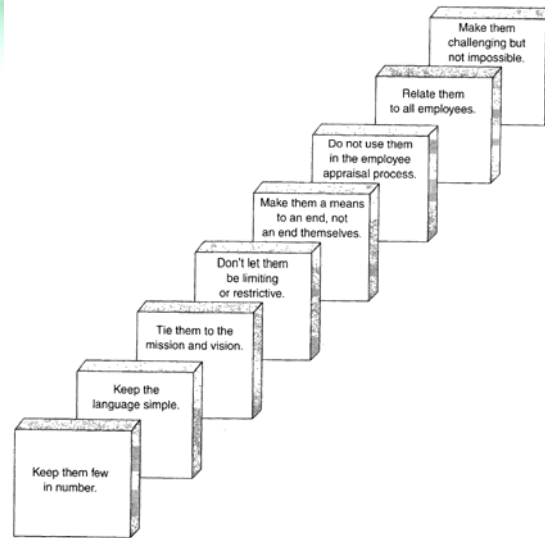 Make them
challenging but
not impossible.
Relate them
to all employees.
Do not use them
in the employee
appraisal process.
Make them a means
to an end, not
an end themselves.
Don't let them
be limiting
or restrictive.
Tie them to the
mission and vision.
Keep the
language simple.
Keep them few
in number.